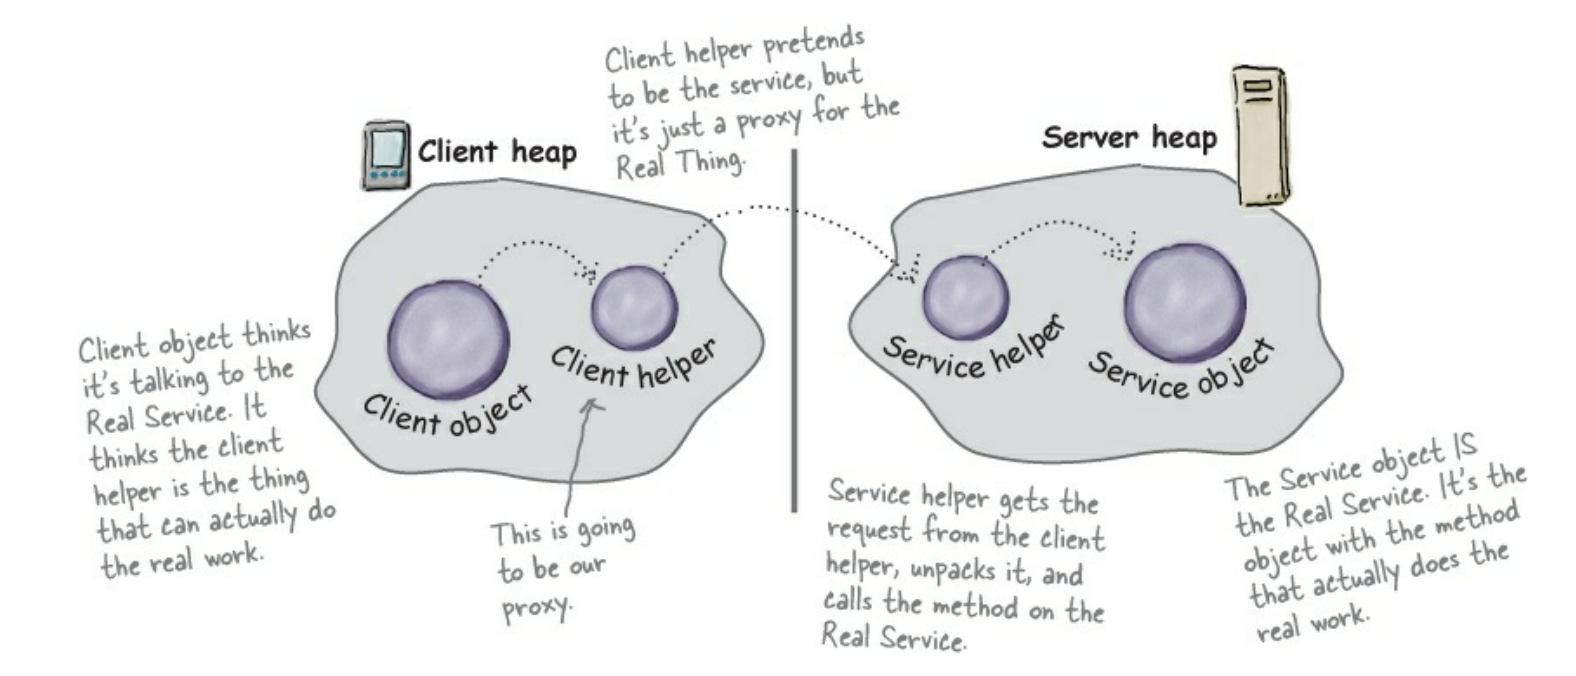 Client helper pretends
to be the service, but
it's just a proxy for the
Real Thing.
Client heap
Server heap
Client object
Client helper
Service helper
Service object
Client object thinks
it's talking to the
Real Service. It
thinks the client
helper is the thing
that can actually do
the real work.
This is going
to be our
proxy.
Service helper gets the
request from the client
helper, unpacks it, and
calls the method on the
Real Service.
The Service object IS
the Real Service. It's the
object with the method
that actually does the
real work.